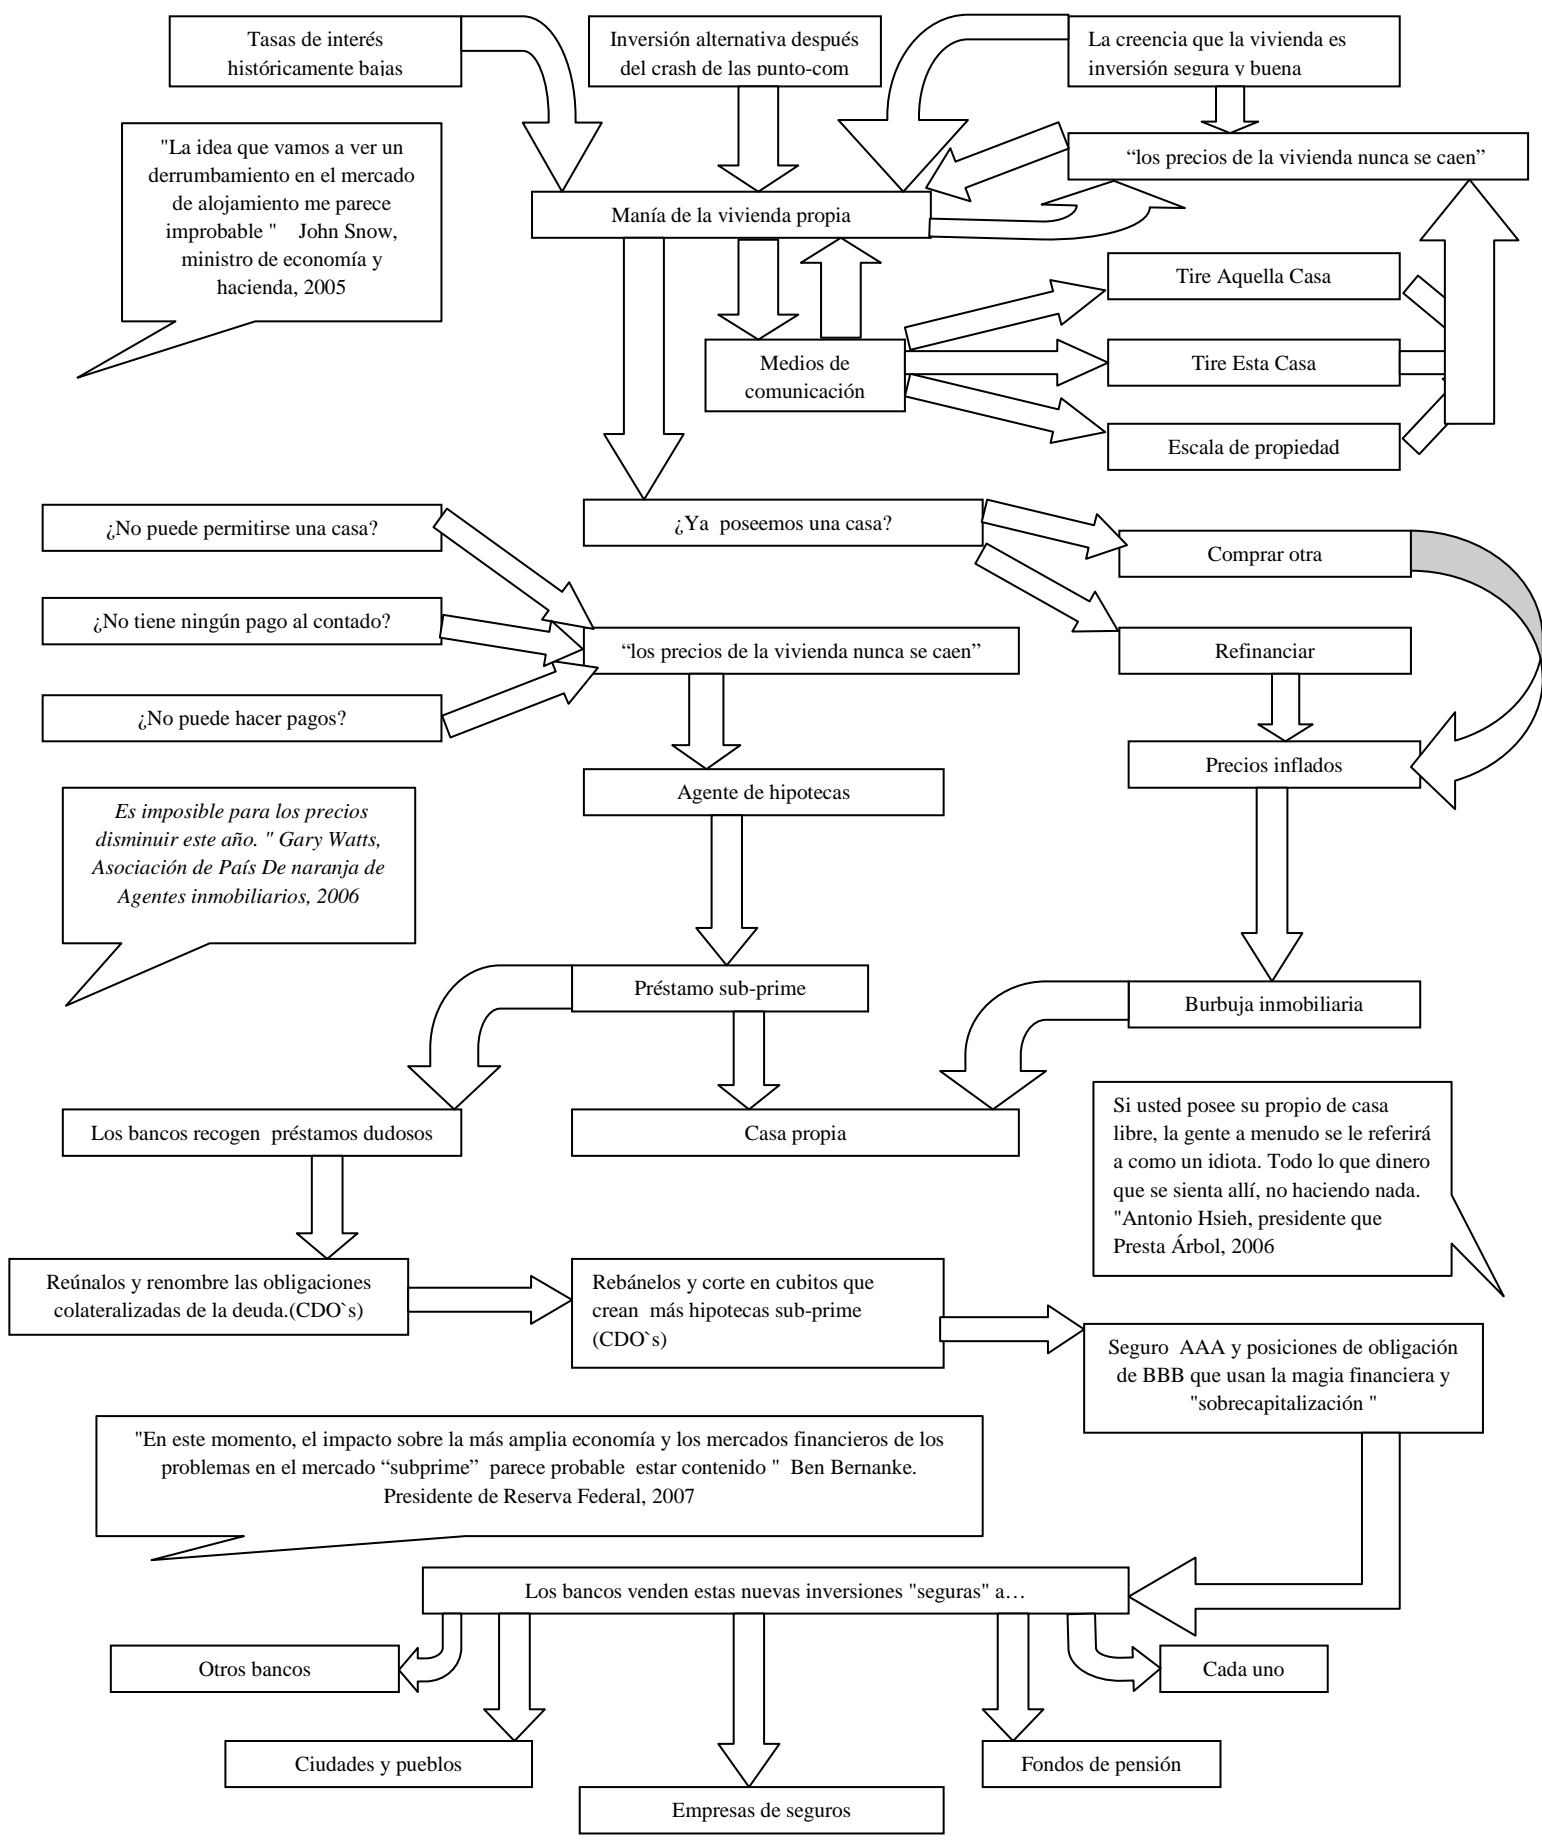 Tasas de interés
históricamente bajas
Inversión alternativa después
del crash de las punto-com
La creencia que la vivienda es
inversión segura y buena
"La idea que vamos a ver un
derrumbamiento en el mercado
de alojamiento me parece
improbable "    John Snow,
ministro de economía y
hacienda, 2005
“los precios de la vivienda nunca se caen”
Manía de la vivienda propia
Tire Aquella Casa
Medios de
comunicación
Tire Esta Casa
Escala de propiedad
¿No puede permitirse una casa?
¿Ya  poseemos una casa?
Comprar otra
¿No tiene ningún pago al contado?
“los precios de la vivienda nunca se caen”
Refinanciar
¿No puede hacer pagos?
Precios inflados
Agente de hipotecas
Es imposible para los precios
disminuir este año. " Gary Watts,
Asociación de País De naranja de
Agentes inmobiliarios, 2006
Préstamo sub-prime
Burbuja inmobiliaria
Los bancos recogen  préstamos dudosos
Casa propia
Si usted posee su propio de casa
libre, la gente a menudo se le referirá
a como un idiota. Todo lo que dinero
que se sienta allí, no haciendo nada.
"Antonio Hsieh, presidente que
Presta Árbol, 2006
Reúnalos y renombre las obligaciones
colateralizadas de la deuda.(CDO`s)
Rebánelos y corte en cubitos que
crean  más hipotecas sub-prime
(CDO`s)
Seguro  AAA y posiciones de obligación
de BBB que usan la magia financiera y
"sobrecapitalización "
"En este momento, el impacto sobre la más amplia economía y los mercados financieros de los
problemas en el mercado “subprime”  parece probable  estar contenido "  Ben Bernanke.
Presidente de Reserva Federal, 2007
Los bancos venden estas nuevas inversiones "seguras" a…
Otros bancos
Cada uno
Ciudades y pueblos
Fondos de pensión
Empresas de seguros